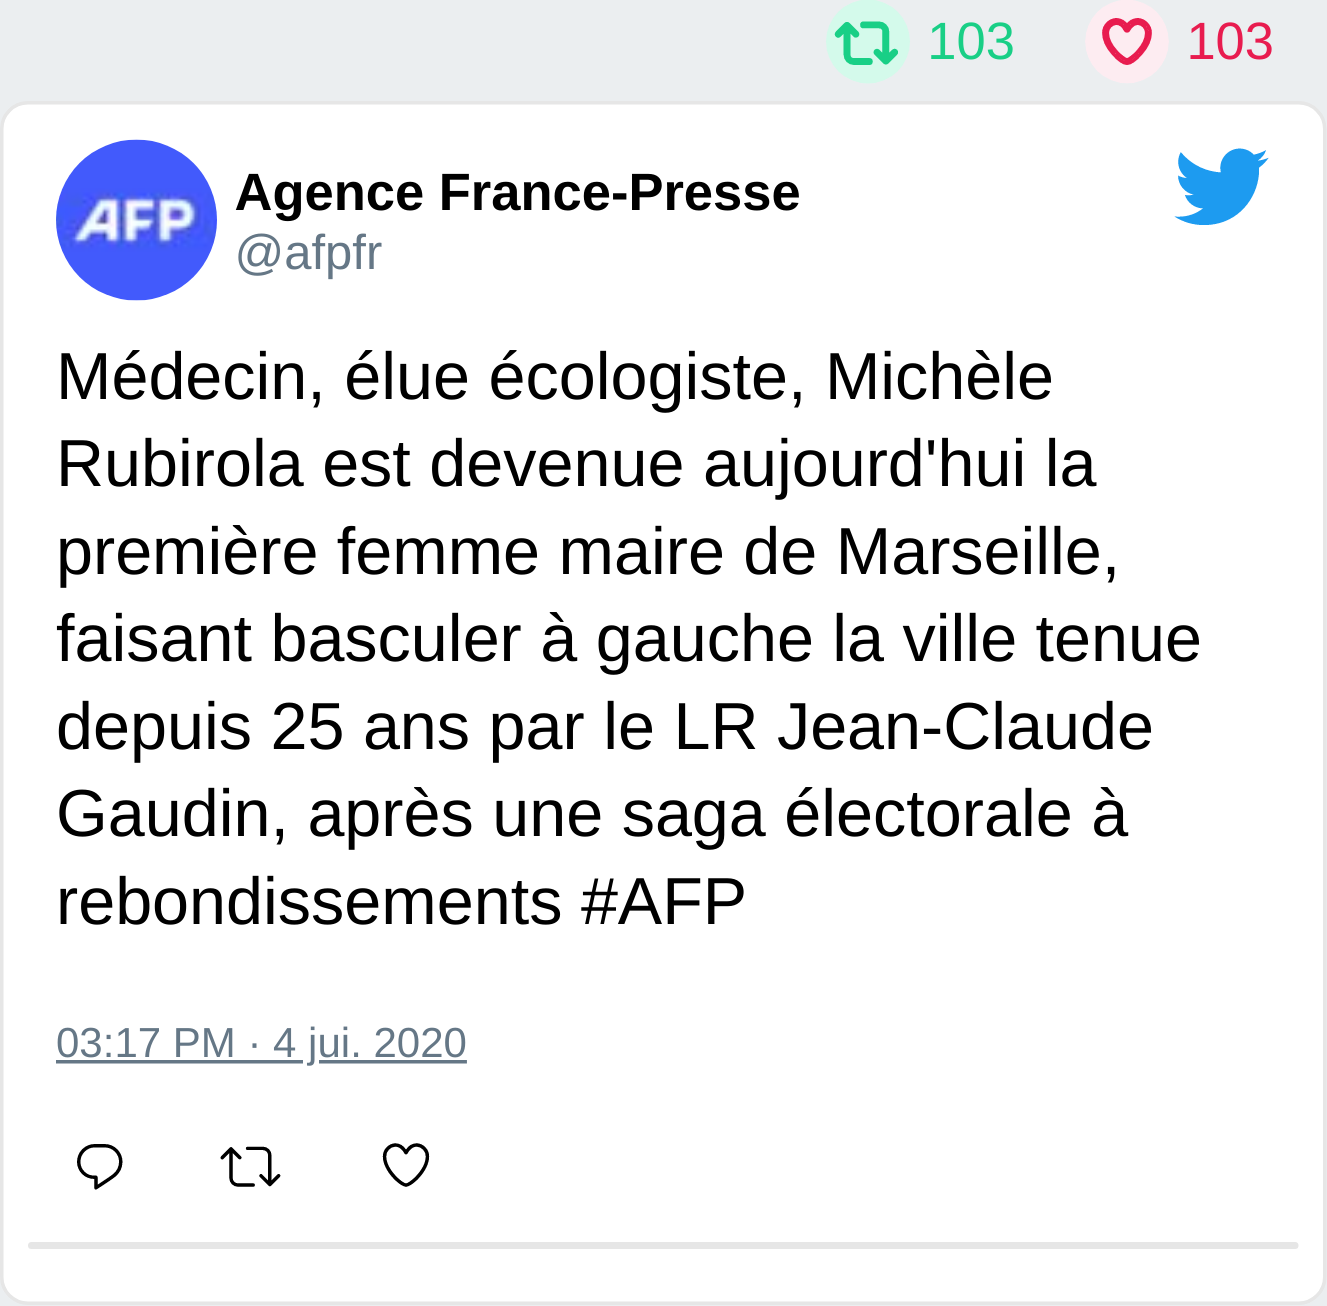 103 103
AFP
Agence France-Presse
@afpfr
Médecin, élue écologiste, Michèle
Rubirola est devenue aujourd'hui la
première femme maire de Marseille,
faisant basculer à gauche la ville tenue
depuis 25 ans par le LR Jean-Claude
Gaudin, après une saga électorale à
rebondissements #AFP
03:17 PM · 4 jui. 2020